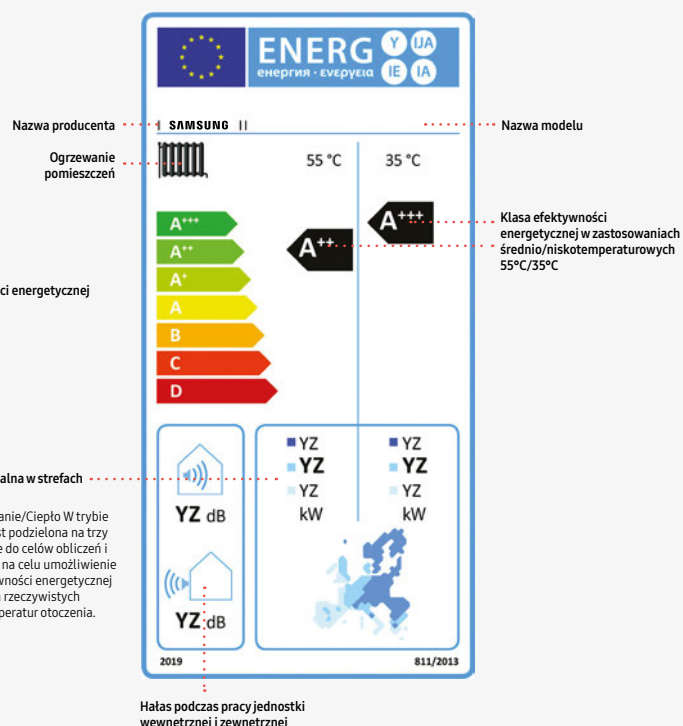 ENERG Y IJA
енергия · ενεργεια IE IA
Nazwa producenta
SAMSUNG
Nazwa modelu
Ogrzewanie
pomieszczeń
55 °C
35 °C
A+++
A++
A+
A
B
C
D
A++
A+++
Klasa efektywności
energetycznej w zastosowaniach
średnio/niskotemperaturowych
55°C/35°C
ci energetycznej
alna w strefach
anie/Ciepło W trybie
st podzielona na trzy
e do celów obliczeń i
na celu umożliwienie
wności energetycznej
rzeczywistych
peratur otoczenia.
YZ dB
YZ dB
YZ
YZ
YZ
kW
YZ
YZ
YZ
kW
2019
811/2013
Hałas podczas pracy jednostki
wewnętrznej i zewnętrznej